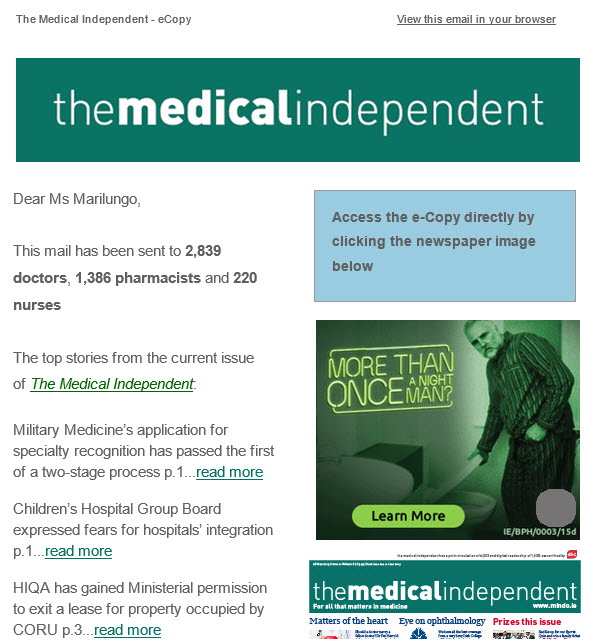 The Medical Independent - eCopy
View this email in your browser
themedicalindependent
Dear Ms Marilungo,
This mail has been sent to 2,839
doctors, 1,386 pharmacists and 220
nurses
The top stories from the current issue
of The Medical Independent:
Military Medicine's application for
specialty recognition has passed the first
of a two-stage process p.1...read more
Children's Hospital Group Board
expressed fears for hospitals' integration
p.1...read more
HIQA has gained Ministerial permission
to exit a lease for property occupied by
CORU p.3...read more
Access the e-Copy directly by
clicking the newspaper image
below
MORE THAN
ONCE A NIGHT
MAN?
Learn More
IE/BPH/0003/15d
abc
themedicalindependent
For all that matters in medicine
www.mindo.ie
Matters of the heart
Eye on ophthalmology
Prizes this issue